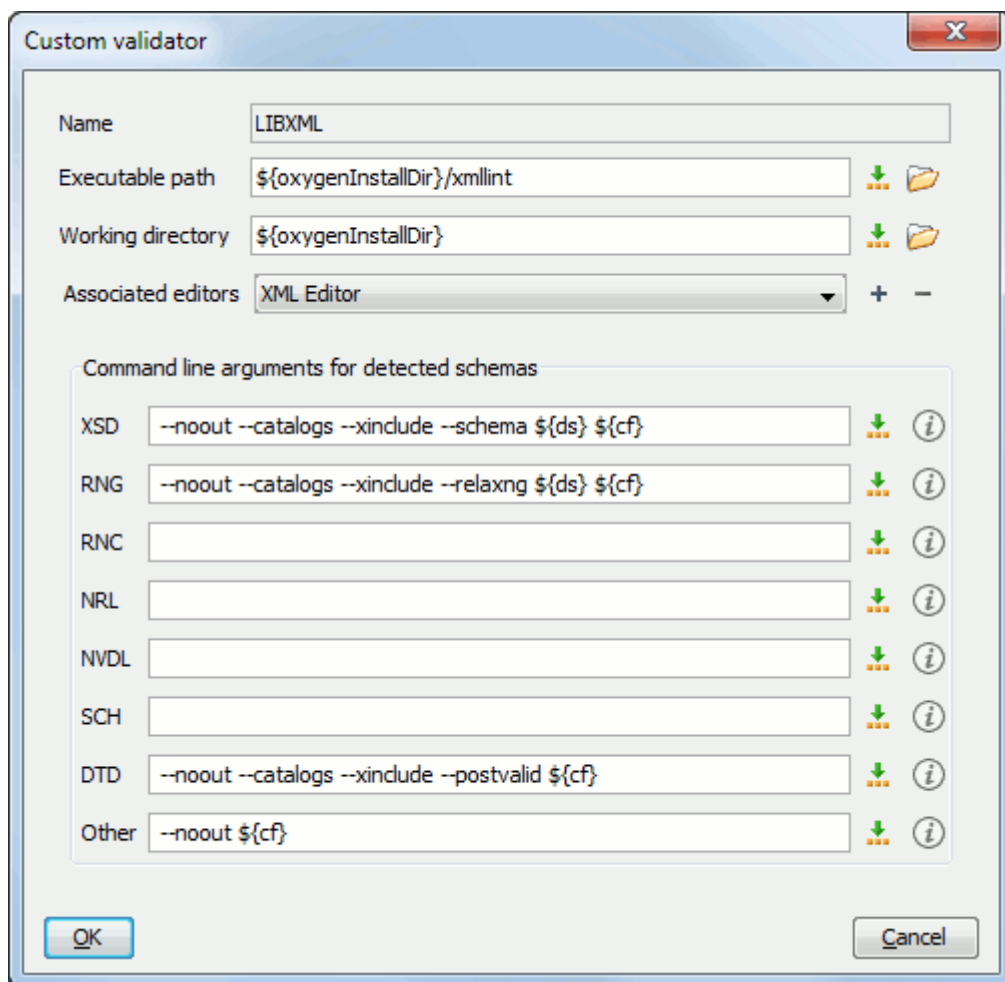 Custom validator
Name LIBXML
Executable path ${oxygenInstallDir}/xmllint
Working directory ${oxygenInstallDir}
Associated editors XML Editor
Command line arguments for detected schemas
XSD --noout --catalogs --xinclude --schema ${ds} ${cf}
RNG --noout --catalogs --xinclude --relaxng ${ds} ${cf}
RNC
NRL
NVDL
SCH
DTD --noout --catalogs --xinclude --postvalid ${cf}
Other --noout ${cf}
OK Cancel